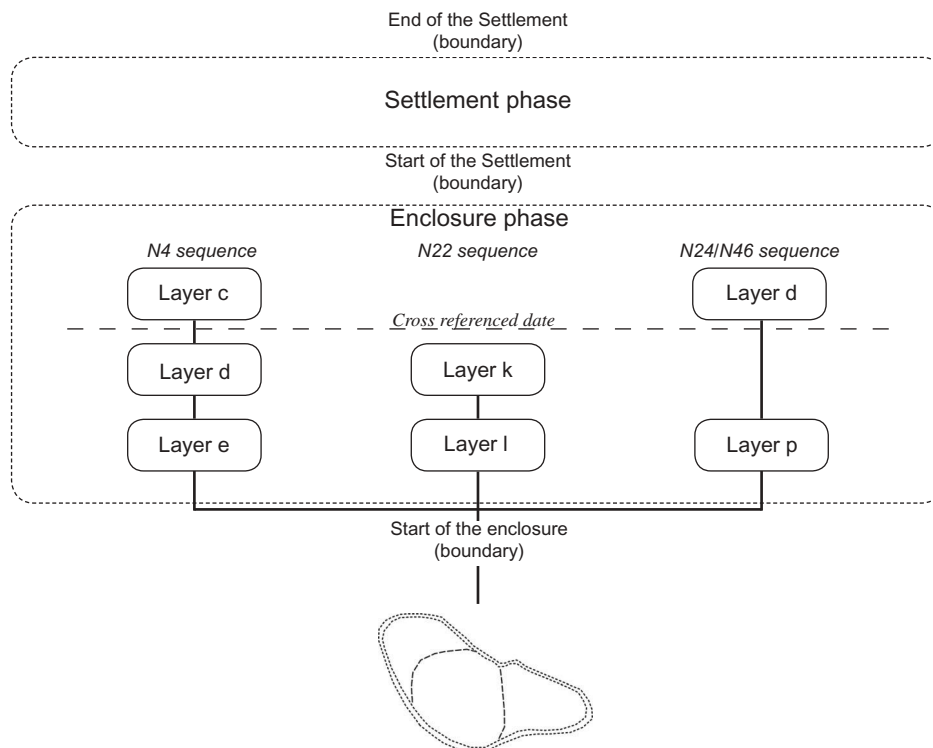 End of the Settlement
(boundary)
Settlement phase
Start of the Settlement
(boundary)
Enclosure phase
N4 sequence
N22 sequence
N24/N46 sequence
Layer c
Layer d
Cross referenced date
Layer d
Layer k
Layer e
Layer l
Layer p
Start of the enclosure
(boundary)